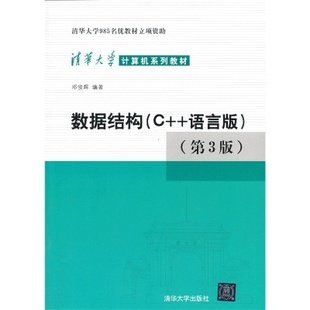 清华大学985名优教材立项资助
清华大学 计算机系列教材
邓俊辉 编著
数据结构(C++语言版)
(第3版)
清华大学出版社